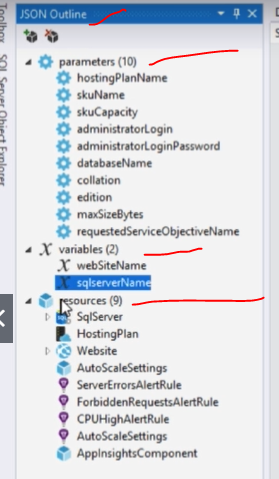 JSON Outline
parameters (10)
hostingPlanName
skuName
skuCapacity
administratorLogin
administratorLoginPassword
databaseName
collation
edition
maxSizeBytes
requestedServiceObjectiveName
variables (2)
webSiteName
sqlserverName
resources (9)
SqlServer
HostingPlan
Website
AutoScaleSettings
ServerErrorsAlertRule
ForbiddenRequestsAlertRule
CPUHighAlertRule
AutoScaleSettings
AppInsightsComponent
Toolbox
SQL Server Object Explorer